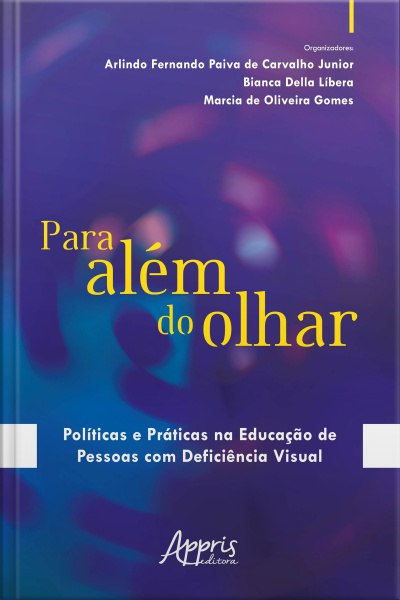 Organizadores:
Arlindo Fernando Paiva de Carvalho Junior
Bianca Della Líbera
Marcia de Oliveira Gomes
Para
além
do olhar
Políticas e Práticas na Educação de
Pessoas com Deficiência Visual
Appris
editora